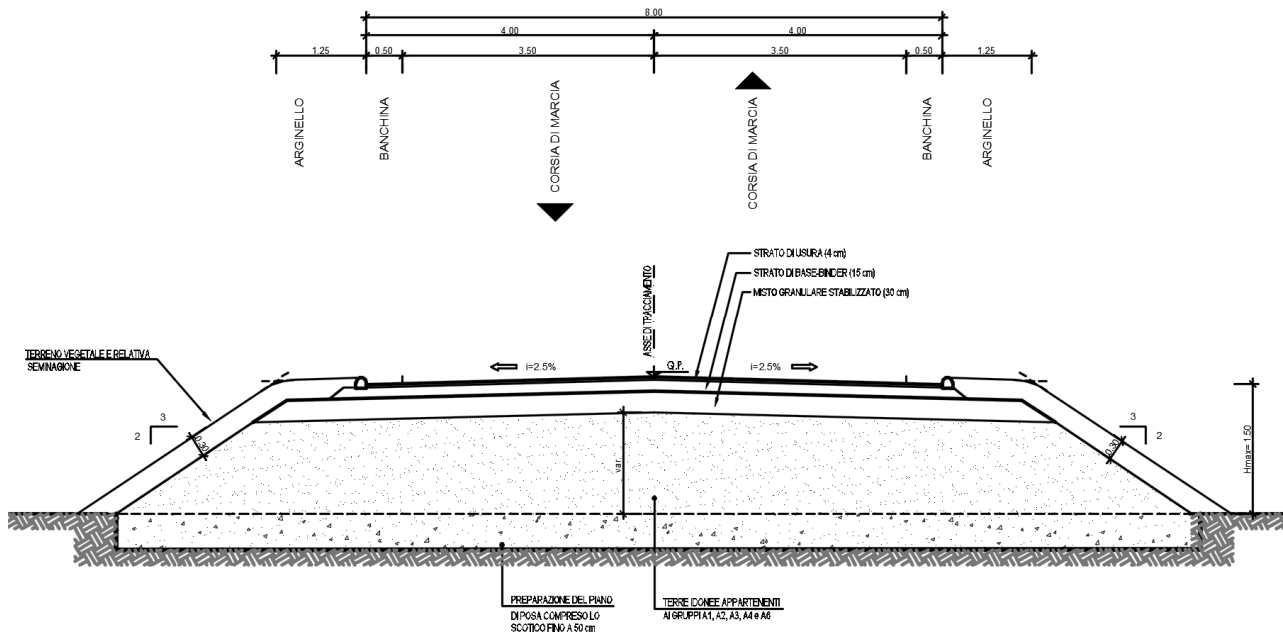 8.00
4.00 4.00
1.25 0.50 3.50 3.50 0.50 1.25
ARGINELLO
BANCHINA
CORSIA DI MARCIA
CORSIA DI MARCIA
BANCHINA
ARGINELLO
STRATO DI USURA (4 cm)
STRATO DI BASE-BINDER (15 cm)
MISTO GRANULARE STABILIZZATO (30 cm)
ASSE DI TRACCIAMENTO
TERRENO VEGETALE E RELATIVA
SEMINAGIONE
i=2.5%
Q.P.
i=2.5%
3
2
0.30
var.
3
2
0.30
Hmax= 1.50
PREPARAZIONE DEL PIANO
DI POSA COMPRESO LO
SCOTICO FINO A 50 cm
TERRE IDONEE APPARTENENTI
AI GRUPPI A1, A2, A3, A4 e A6